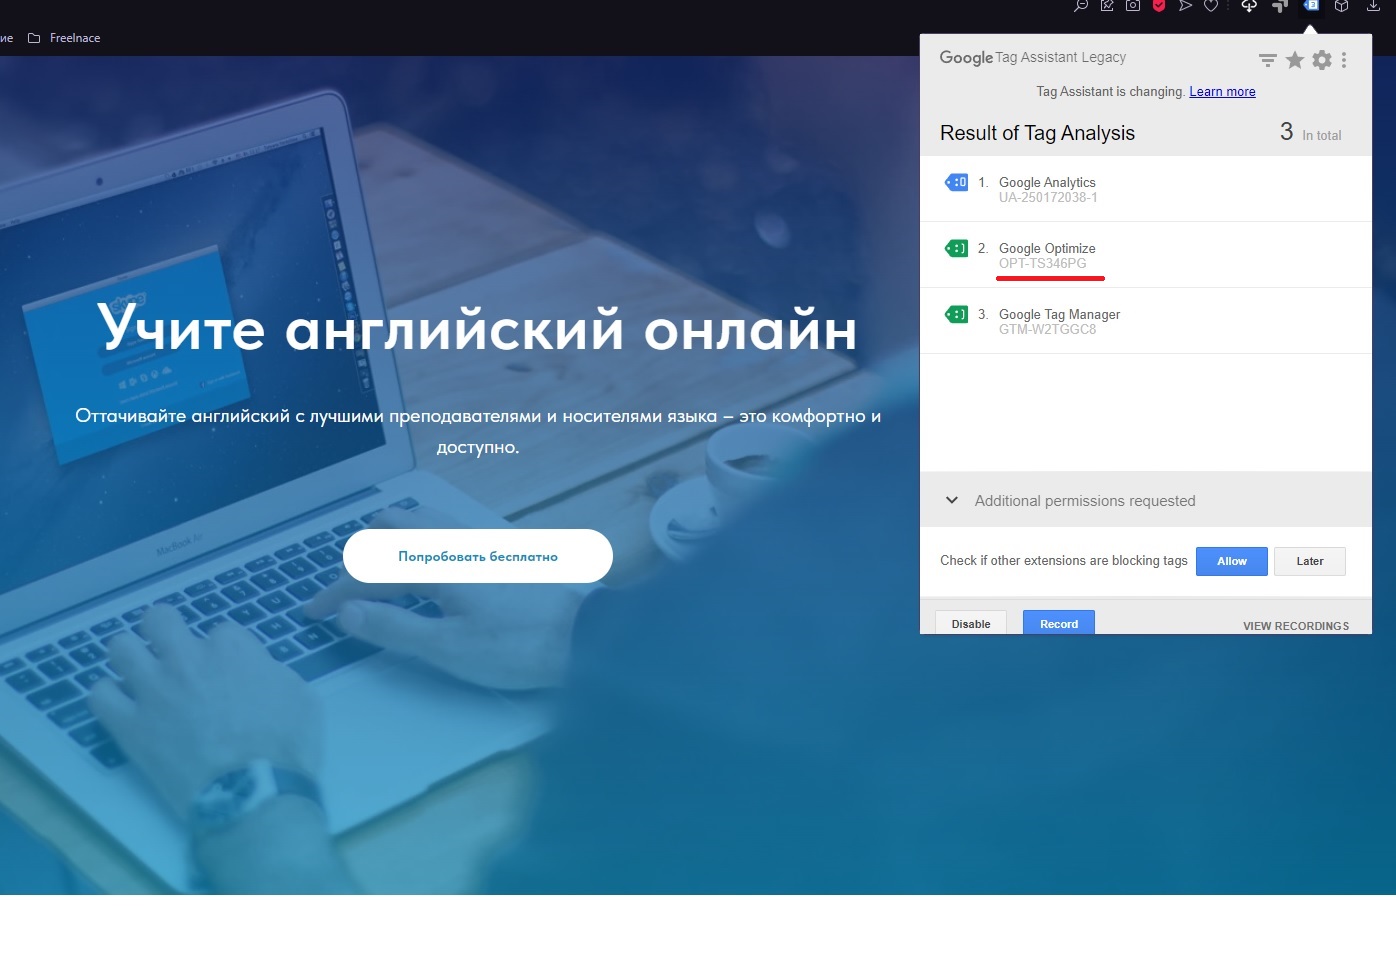 ие Freelnace
Google Tag Assistant Legacy
Tag Assistant is changing. Learn more
Result of Tag Analysis 3 In total
1. Google Analytics
UA-250172038-1
2. Google Optimize
OPT-TS346PG
3. Google Tag Manager
GTM-W2TGGC8
Additional permissions requested
Check if other extensions are blocking tags Allow Later
Disable Record VIEW RECORDINGS
Учите английский онлайн
Оттачивайте английский с лучшими преподавателями и носителями языка – это комфортно и
доступно.
Попробовать бесплатно
MacBook Air
skype